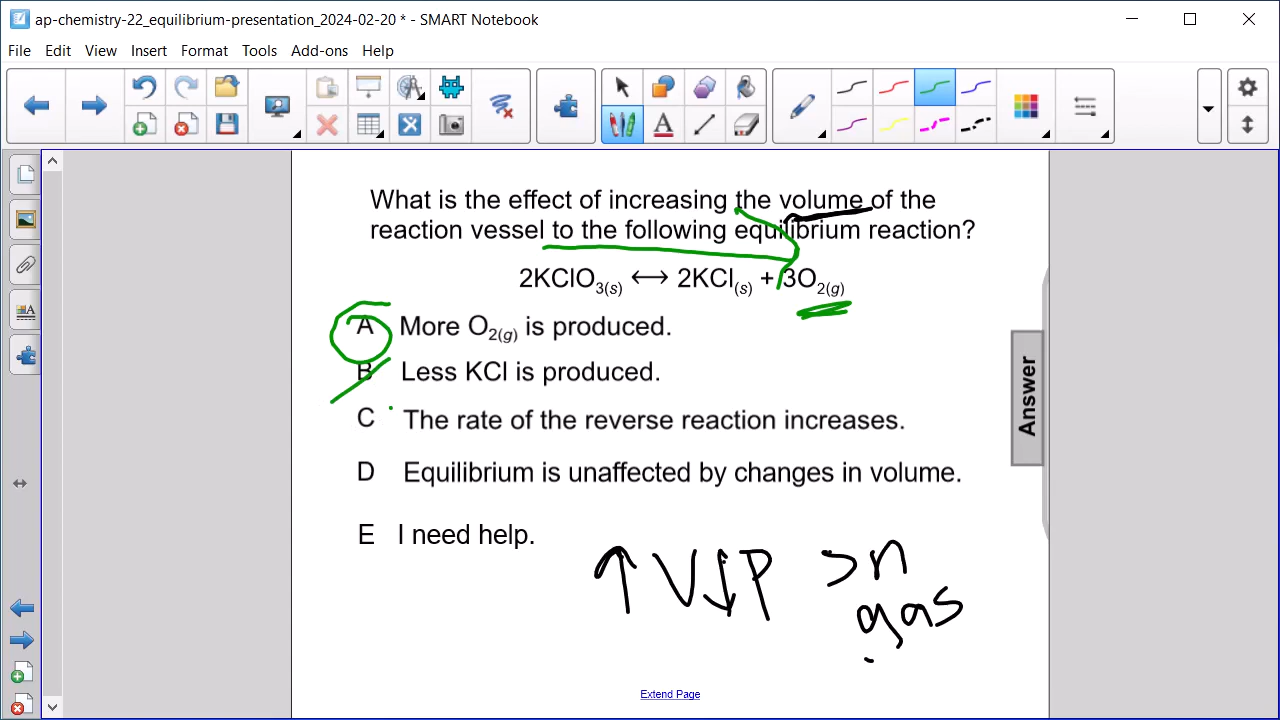 ap-chemistry-22_equilibrium-presentation_2024-02-20 * - SMART Notebook
File Edit View Insert Format Tools Add-ons Help
What is the effect of increasing the volume of the
reaction vessel to the following equilibrium reaction?
2KClO3(s) ⟷ 2KCl(s) + 3O2(g)
A More O2(g) is produced.
B Less KCl is produced.
C The rate of the reverse reaction increases.
D Equilibrium is unaffected by changes in volume.
E I need help.
Answer
↑ V ↓ P > n
gas
Extend Page